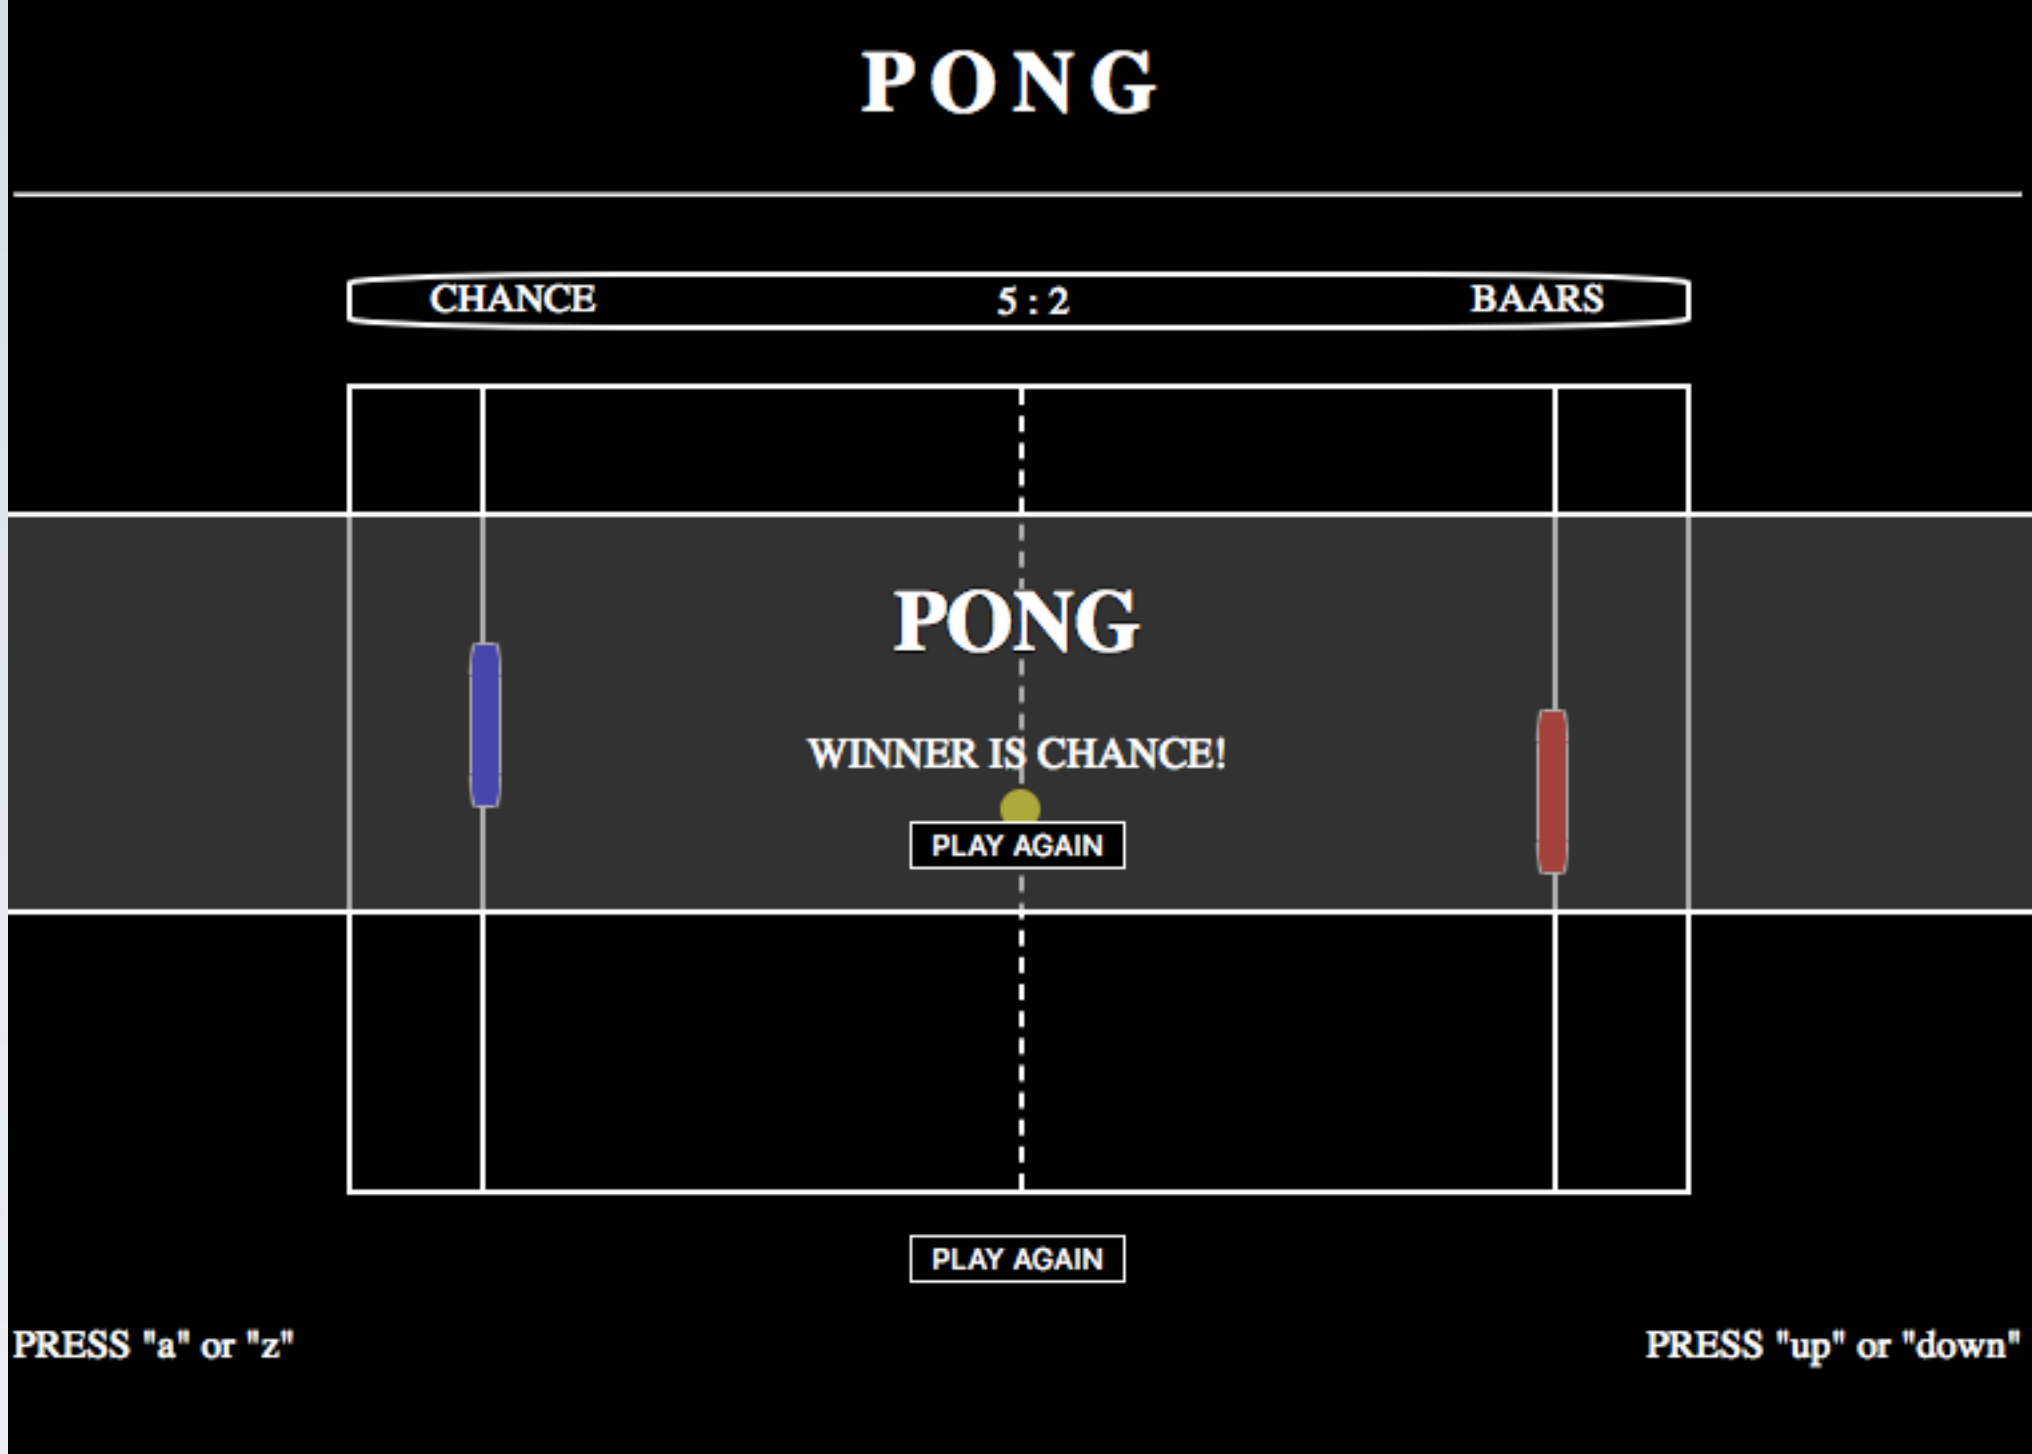 PONG
CHANCE 5 : 2 BAARS
PONG
WINNER IS CHANCE!
PLAY AGAIN
PLAY AGAIN
PRESS "a" or "z" PRESS "up" or "down"